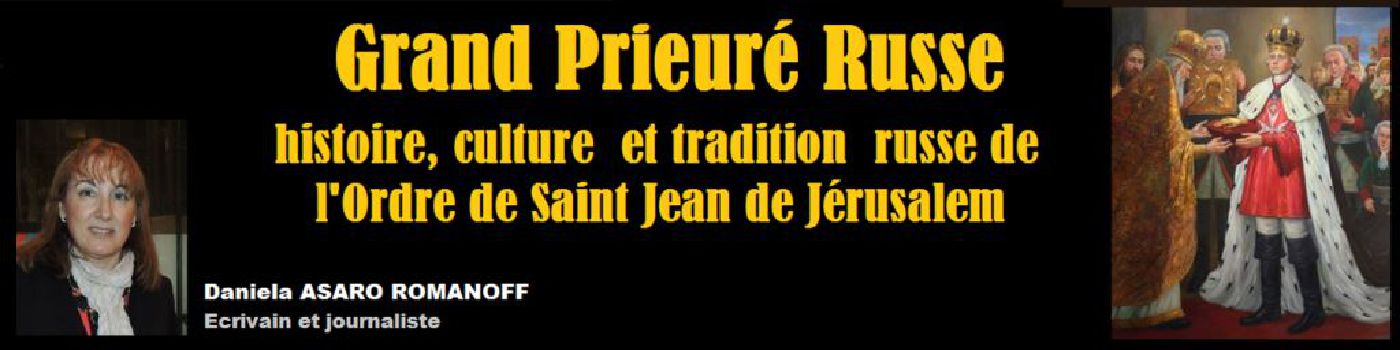 Grand Prieuré Russe
histoire, culture et tradition russe de
l'Ordre de Saint Jean de Jérusalem
Daniela ASARO ROMANOFF
Ecrivain et journaliste